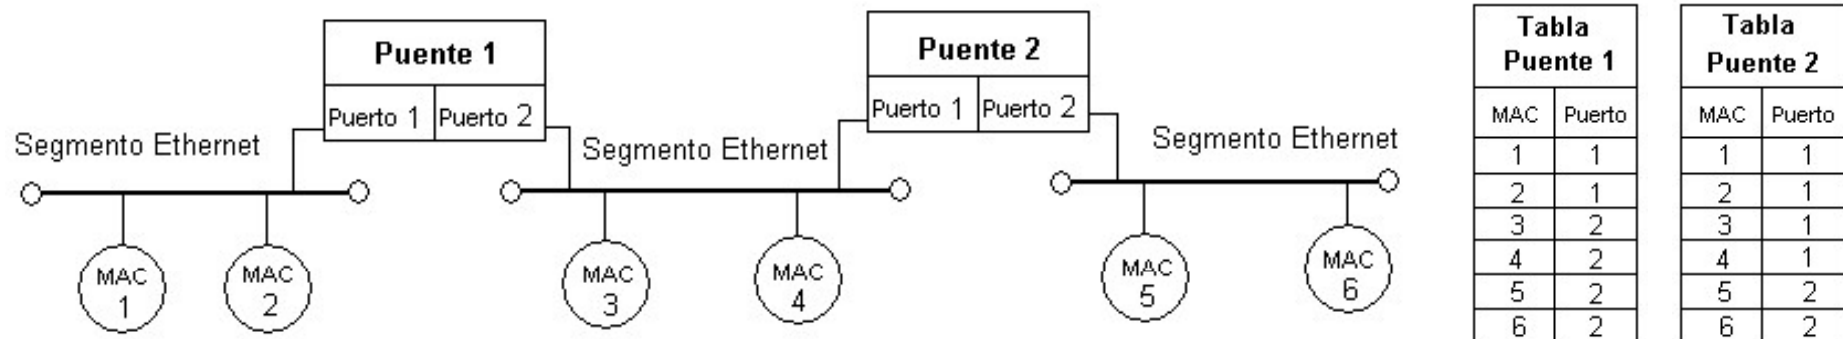 Puente 1
Puerto 1 Puerto 2
Segmento Ethernet
MAC
1
MAC
2
Puente 2
Puerto 1 Puerto 2
Segmento Ethernet
MAC
3
MAC
4
Segmento Ethernet
MAC
5
MAC
6
Tabla
Puente 1
MAC Puerto
1 1
2 1
3 2
4 2
5 2
6 2
Tabla
Puente 2
MAC Puerto
1 1
2 1
3 1
4 1
5 2
6 2